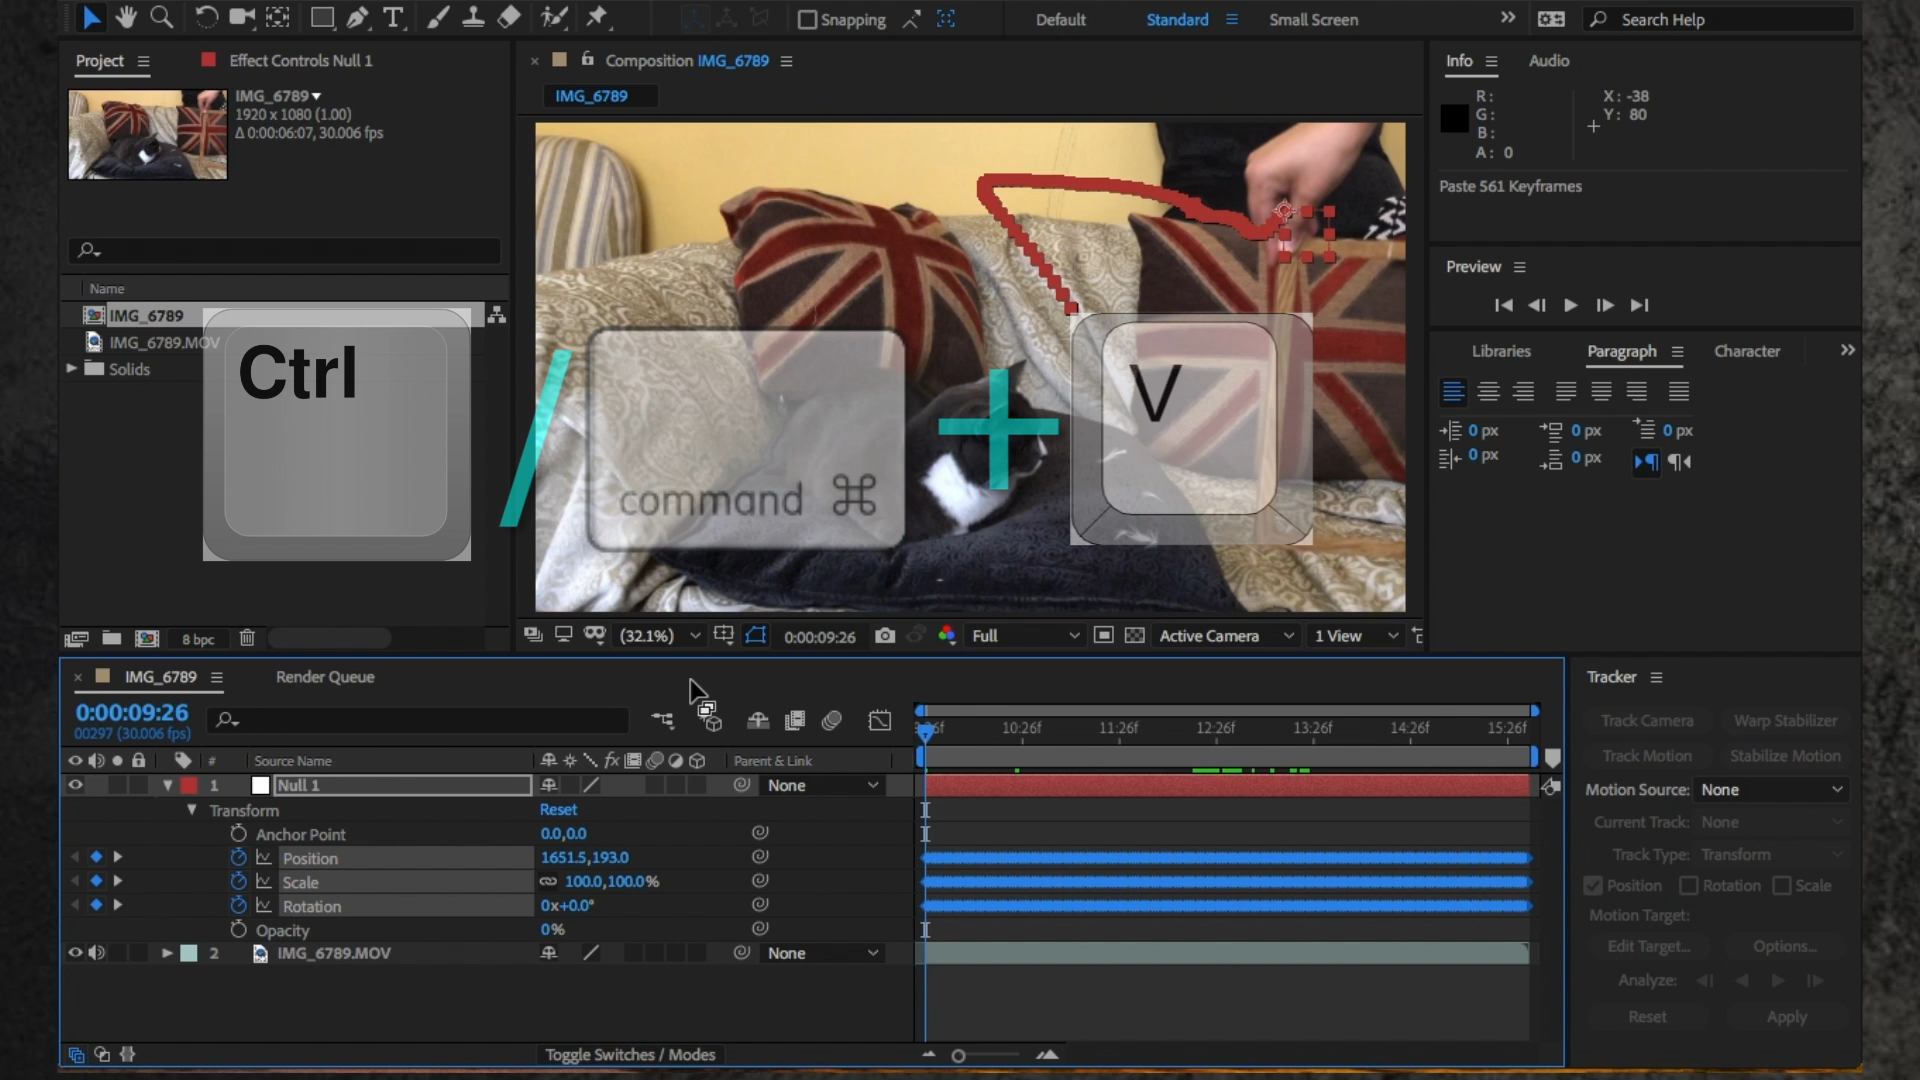 Snapping
Default
Standard
Small Screen
Search Help
Project
Effect Controls Null 1
Composition IMG_6789
Info
Audio
IMG_6789
1920 x 1080 (1.00)
Δ 0:00:06:07, 30.006 fps
IMG_6789
R:
G:
B:
A: 0
X: -38
Y: 80
Paste 561 Keyframes
Preview
Name
IMG_6789
IMG_6789.MOV
Solids
Ctrl
/
command ⌘
+
V
Libraries
Paragraph
Character
0 px
0 px
0 px
0 px
0 px
8 bpc
(32.1%)
0:00:09:26
Full
Active Camera
1 View
IMG_6789
Render Queue
Tracker
0:00:09:26
00297 (30.006 fps)
10:26f
11:26f
12:26f
13:26f
14:26f
15:26f
# Source Name
Parent & Link
1 Null 1
None
Transform
Reset
Anchor Point
0.0,0.0
Position
1651.5,193.0
Scale
100.0,100.0%
Rotation
0x+0.0°
Opacity
0%
2 IMG_6789.MOV
None
Toggle Switches / Modes
Track Camera
Warp Stabilizer
Track Motion
Stabilize Motion
Motion Source: None
Current Track: None
Track Type: Transform
Position
Rotation
Scale
Motion Target:
Edit Target...
Options...
Analyze:
Reset
Apply